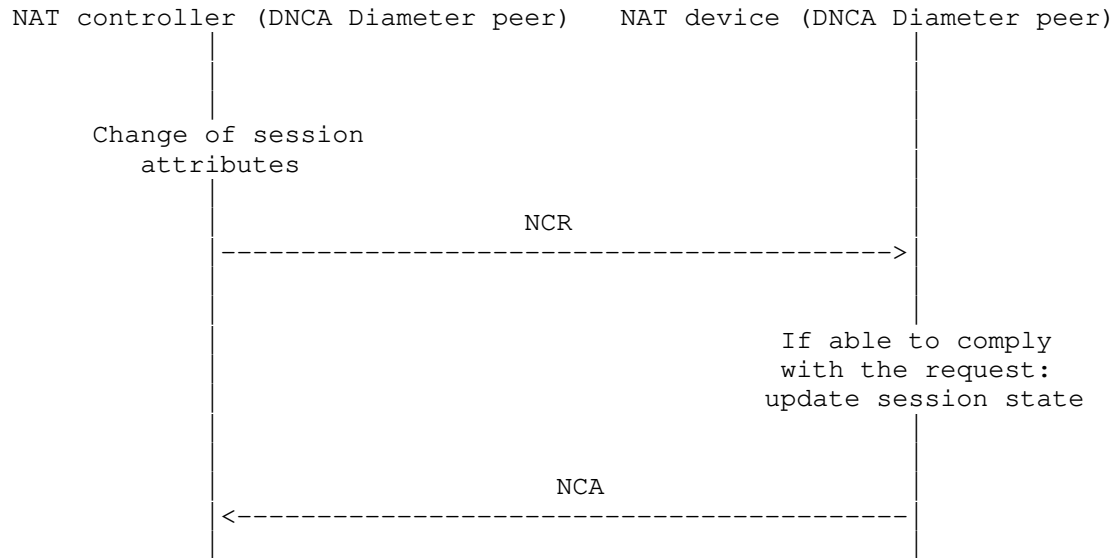 NAT controller (DNCA Diameter peer) NAT device (DNCA Diameter peer)
Change of session
attributes
NCR
If able to comply
with the request:
update session state
NCA